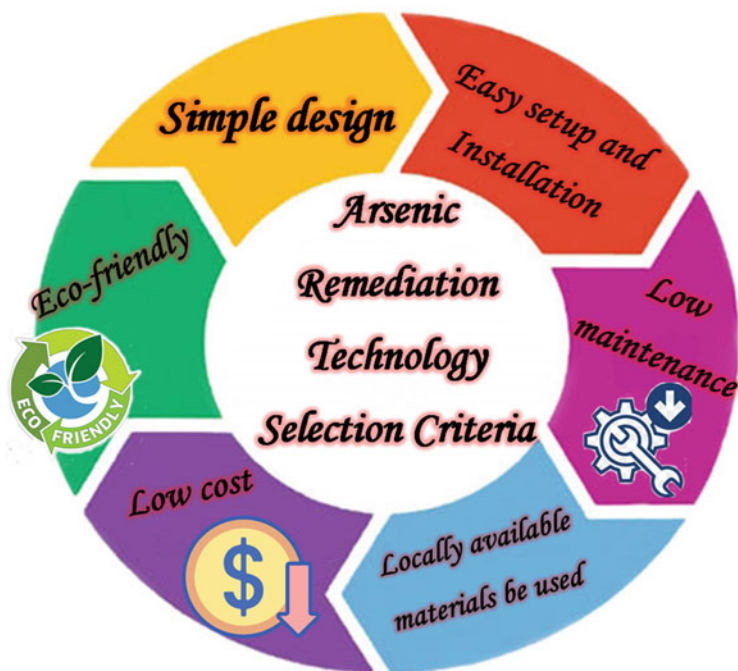 Simple design
Easy setup and
Installation
Low
maintenance
Locally available
materials be used
Low cost
Eco-friendly
ECO FRIENDLY
$
Arsenic
Remediation
Technology
Selection Criteria